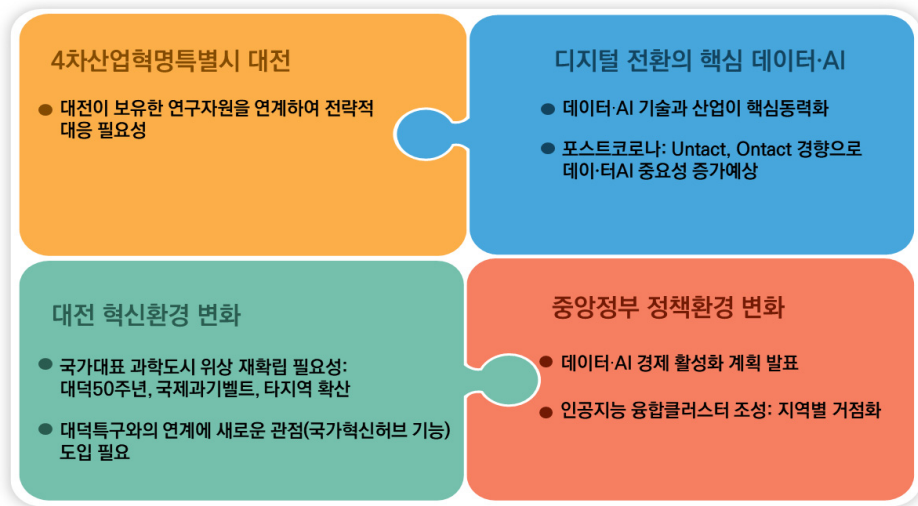 4차산업혁명특별시 대전
● 대전이 보유한 연구자원을 연계하여 전략적
대응 필요성
디지털 전환의 핵심 데이터·AI
● 데이터·AI 기술과 산업이 핵심동력화
● 포스트코로나: Untact, Ontact 경향으로
데이·터AI 중요성 증가예상
대전 혁신환경 변화
● 국가대표 과학도시 위상 재확립 필요성:
대덕50주년, 국제과기벨트, 타지역 확산
● 대덕특구와의 연계에 새로운 관점(국가혁신허브 기능)
도입 필요
중앙정부 정책환경 변화
● 데이터·AI 경제 활성화 계획 발표
● 인공지능 융합클러스터 조성: 지역별 거점화